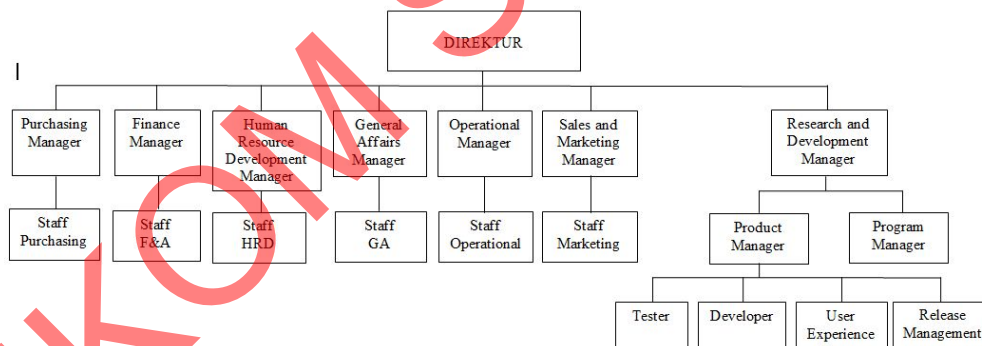 DIREKTUR
Purchasing
Manager
Finance
Manager
Human
Resource
Development
Manager
General
Affairs
Manager
Operational
Manager
Sales and
Marketing
Manager
Research and
Development
Manager
Staff
Purchasing
Staff
F&A
Staff
HRD
Staff
GA
Staff
Operational
Staff
Marketing
Product
Manager
Program
Manager
Tester
Developer
User
Experience
Release
Management